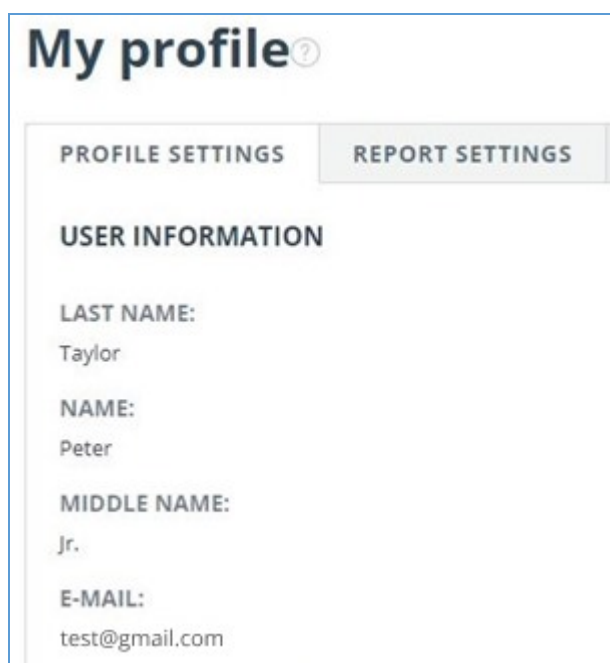 My profile ?
PROFILE SETTINGS REPORT SETTINGS
USER INFORMATION
LAST NAME:
Taylor
NAME:
Peter
MIDDLE NAME:
Jr.
E-MAIL:
test@gmail.com